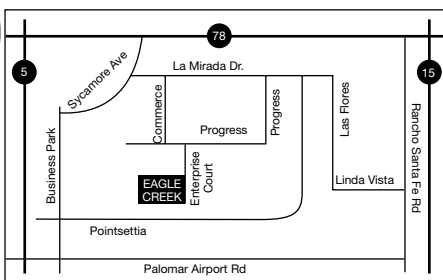 78
5
15
Sycamore Ave
La Mirada Dr.
Commerce
Progress
Progress
Las Flores
Rancho Santa Fe Rd
Business Park
EAGLE
CREEK
Enterprise
Court
Linda Vista
Pointsettia
Palomar Airport Rd